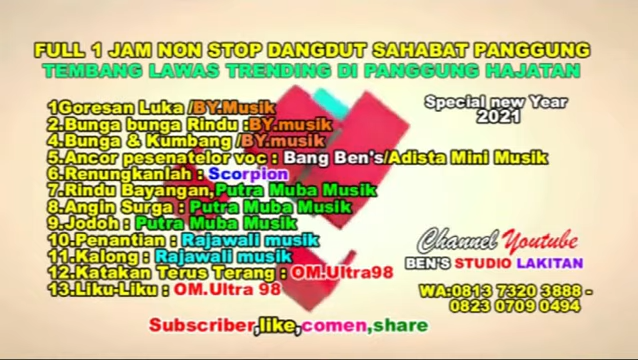 FULL 1 JAM NON STOP DANGDUT SAHABAT PANGGUNG
TEMBANG LAWAS TRENDING DI PANGGUNG HAJATAN
Special new Year
2021
1Goresan Luka /BY.Musik
2.Bunga bunga Rindu :BY.musik
4.Bunga & Kumbang /BY.musik
5.Ancor pesenatelor voc : Bang Ben's/Adista Mini Musik
6.Renungkanlah : Scorpion
7.Rindu Bayangan,Putra Muba Musik
8.Angin Surga : Putra Muba Musik
9.Jodoh : Putra Muba Musik
10.Penantian : Rajawali musik
11.Kalong : Rajawali musik
12.Katakan Terus Terang : OM.Ultra98
13.Liku-Liku : OM.Ultra 98
Channel Youtube
BEN'S STUDIO LAKITAN
WA:0813 7320 3888 -
0823 0709 0494
Subscriber,like,comen,share